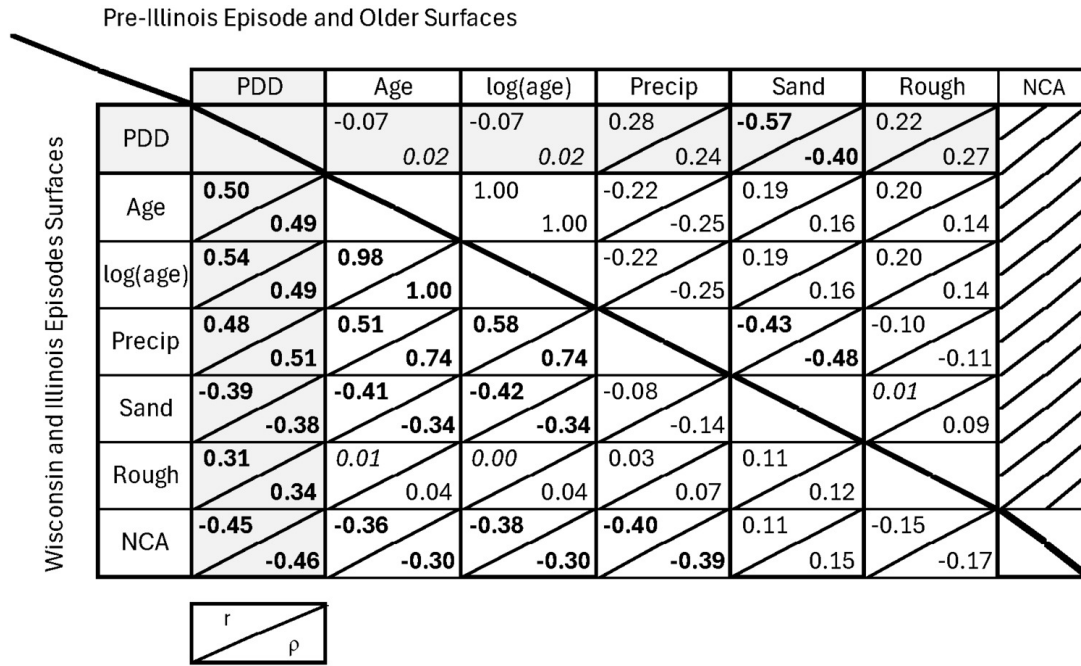 Pre-Illinois Episode and Older Surfaces
PDD Age log(age) Precip Sand Rough NCA
Wisconsin and Illinois Episodes Surfaces
PDD -0.07 0.02 -0.07 0.02 0.28 0.24 -0.57 -0.40 0.22 0.27
Age 0.50 0.49 1.00 1.00 -0.22 -0.25 0.19 0.16 0.20 0.14
log(age) 0.54 0.49 0.98 1.00 -0.22 -0.25 0.19 0.16 0.20 0.14
Precip 0.48 0.51 0.51 0.74 0.58 0.74 -0.43 -0.48 -0.10 -0.11
Sand -0.39 -0.38 -0.41 -0.34 -0.42 -0.34 -0.08 -0.14 0.01 0.09
Rough 0.31 0.34 0.01 0.04 0.00 0.04 0.03 0.07 0.11 0.12
NCA -0.45 -0.46 -0.36 -0.30 -0.38 -0.30 -0.40 -0.39 0.11 0.15 -0.15 -0.17
r
ρ